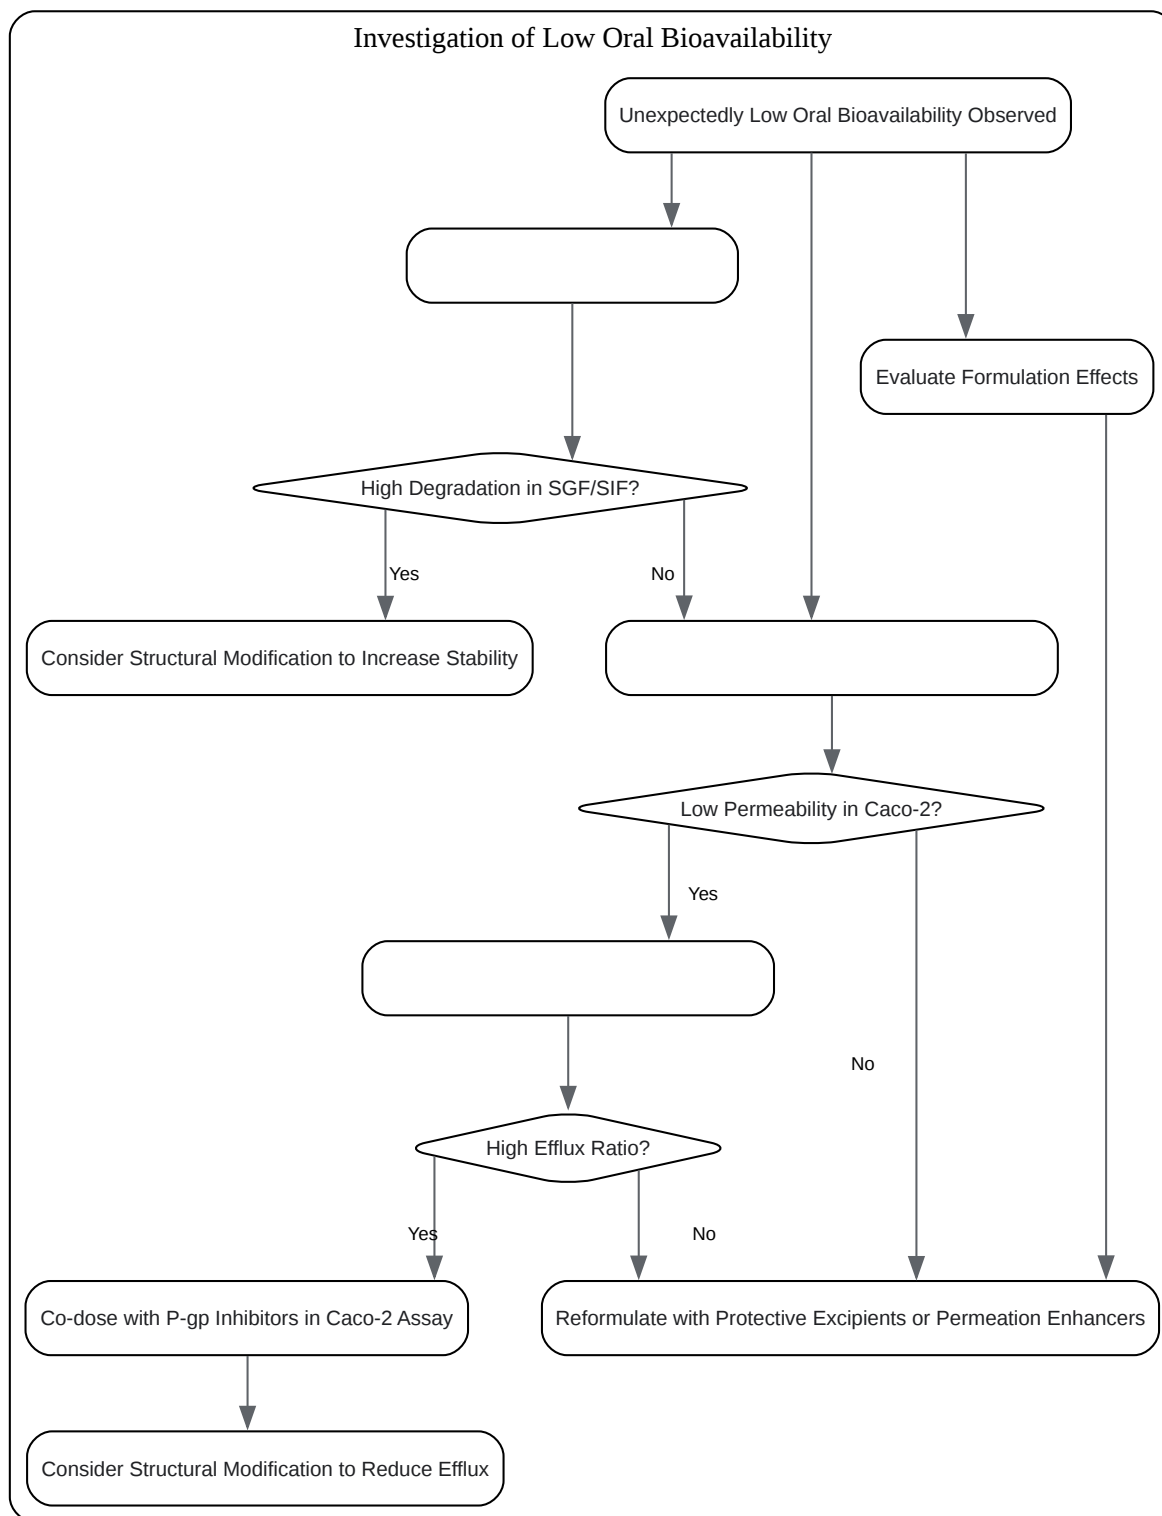 Investigation of Low Oral Bioavailability
Unexpectedly Low Oral Bioavailability Observed
Evaluate Formulation Effects
High Degradation in SGF/SIF?
Yes
No
Consider Structural Modification to Increase Stability
Low Permeability in Caco-2?
Yes
No
High Efflux Ratio?
Yes
No
Co-dose with P-gp Inhibitors in Caco-2 Assay
Reformulate with Protective Excipients or Permeation Enhancers
Consider Structural Modification to Reduce Efflux